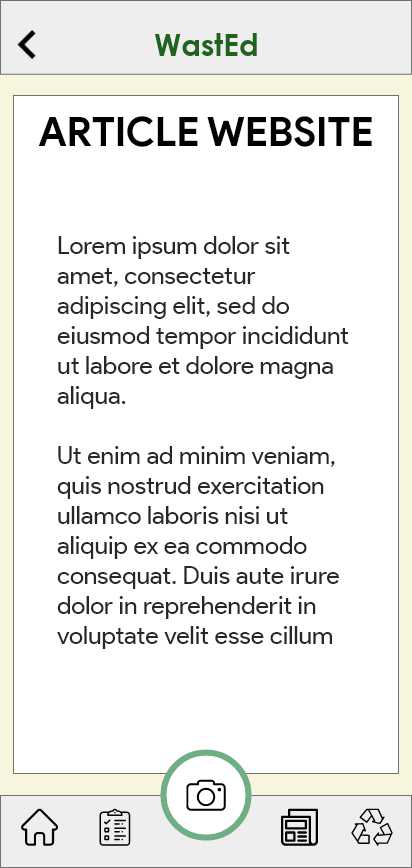 WastEd
ARTICLE WEBSITE
Lorem ipsum dolor sit
amet, consectetur
adipiscing elit, sed do
eiusmod tempor incididunt
ut labore et dolore magna
aliqua.
Ut enim ad minim veniam,
quis nostrud exercitation
ullamco laboris nisi ut
aliquip ex ea commodo
consequat. Duis aute irure
dolor in reprehenderit in
voluptate velit esse cillum